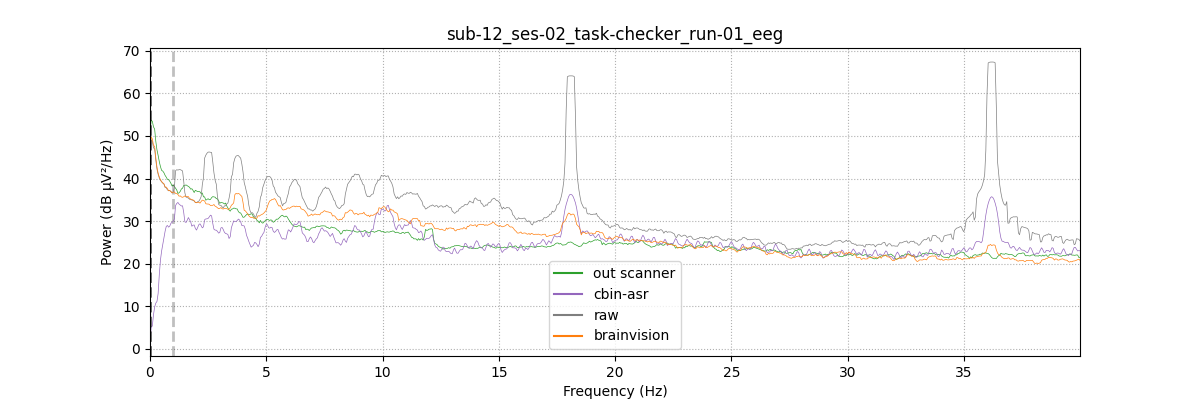 sub-12_ses-02_task-checker_run-01_eeg
Power (dB µV²/Hz)
70
60
50
40
30
20
10
0
out scanner
cbin-asr
raw
brainvision
0 5 10 15 20 25 30 35
Frequency (Hz)